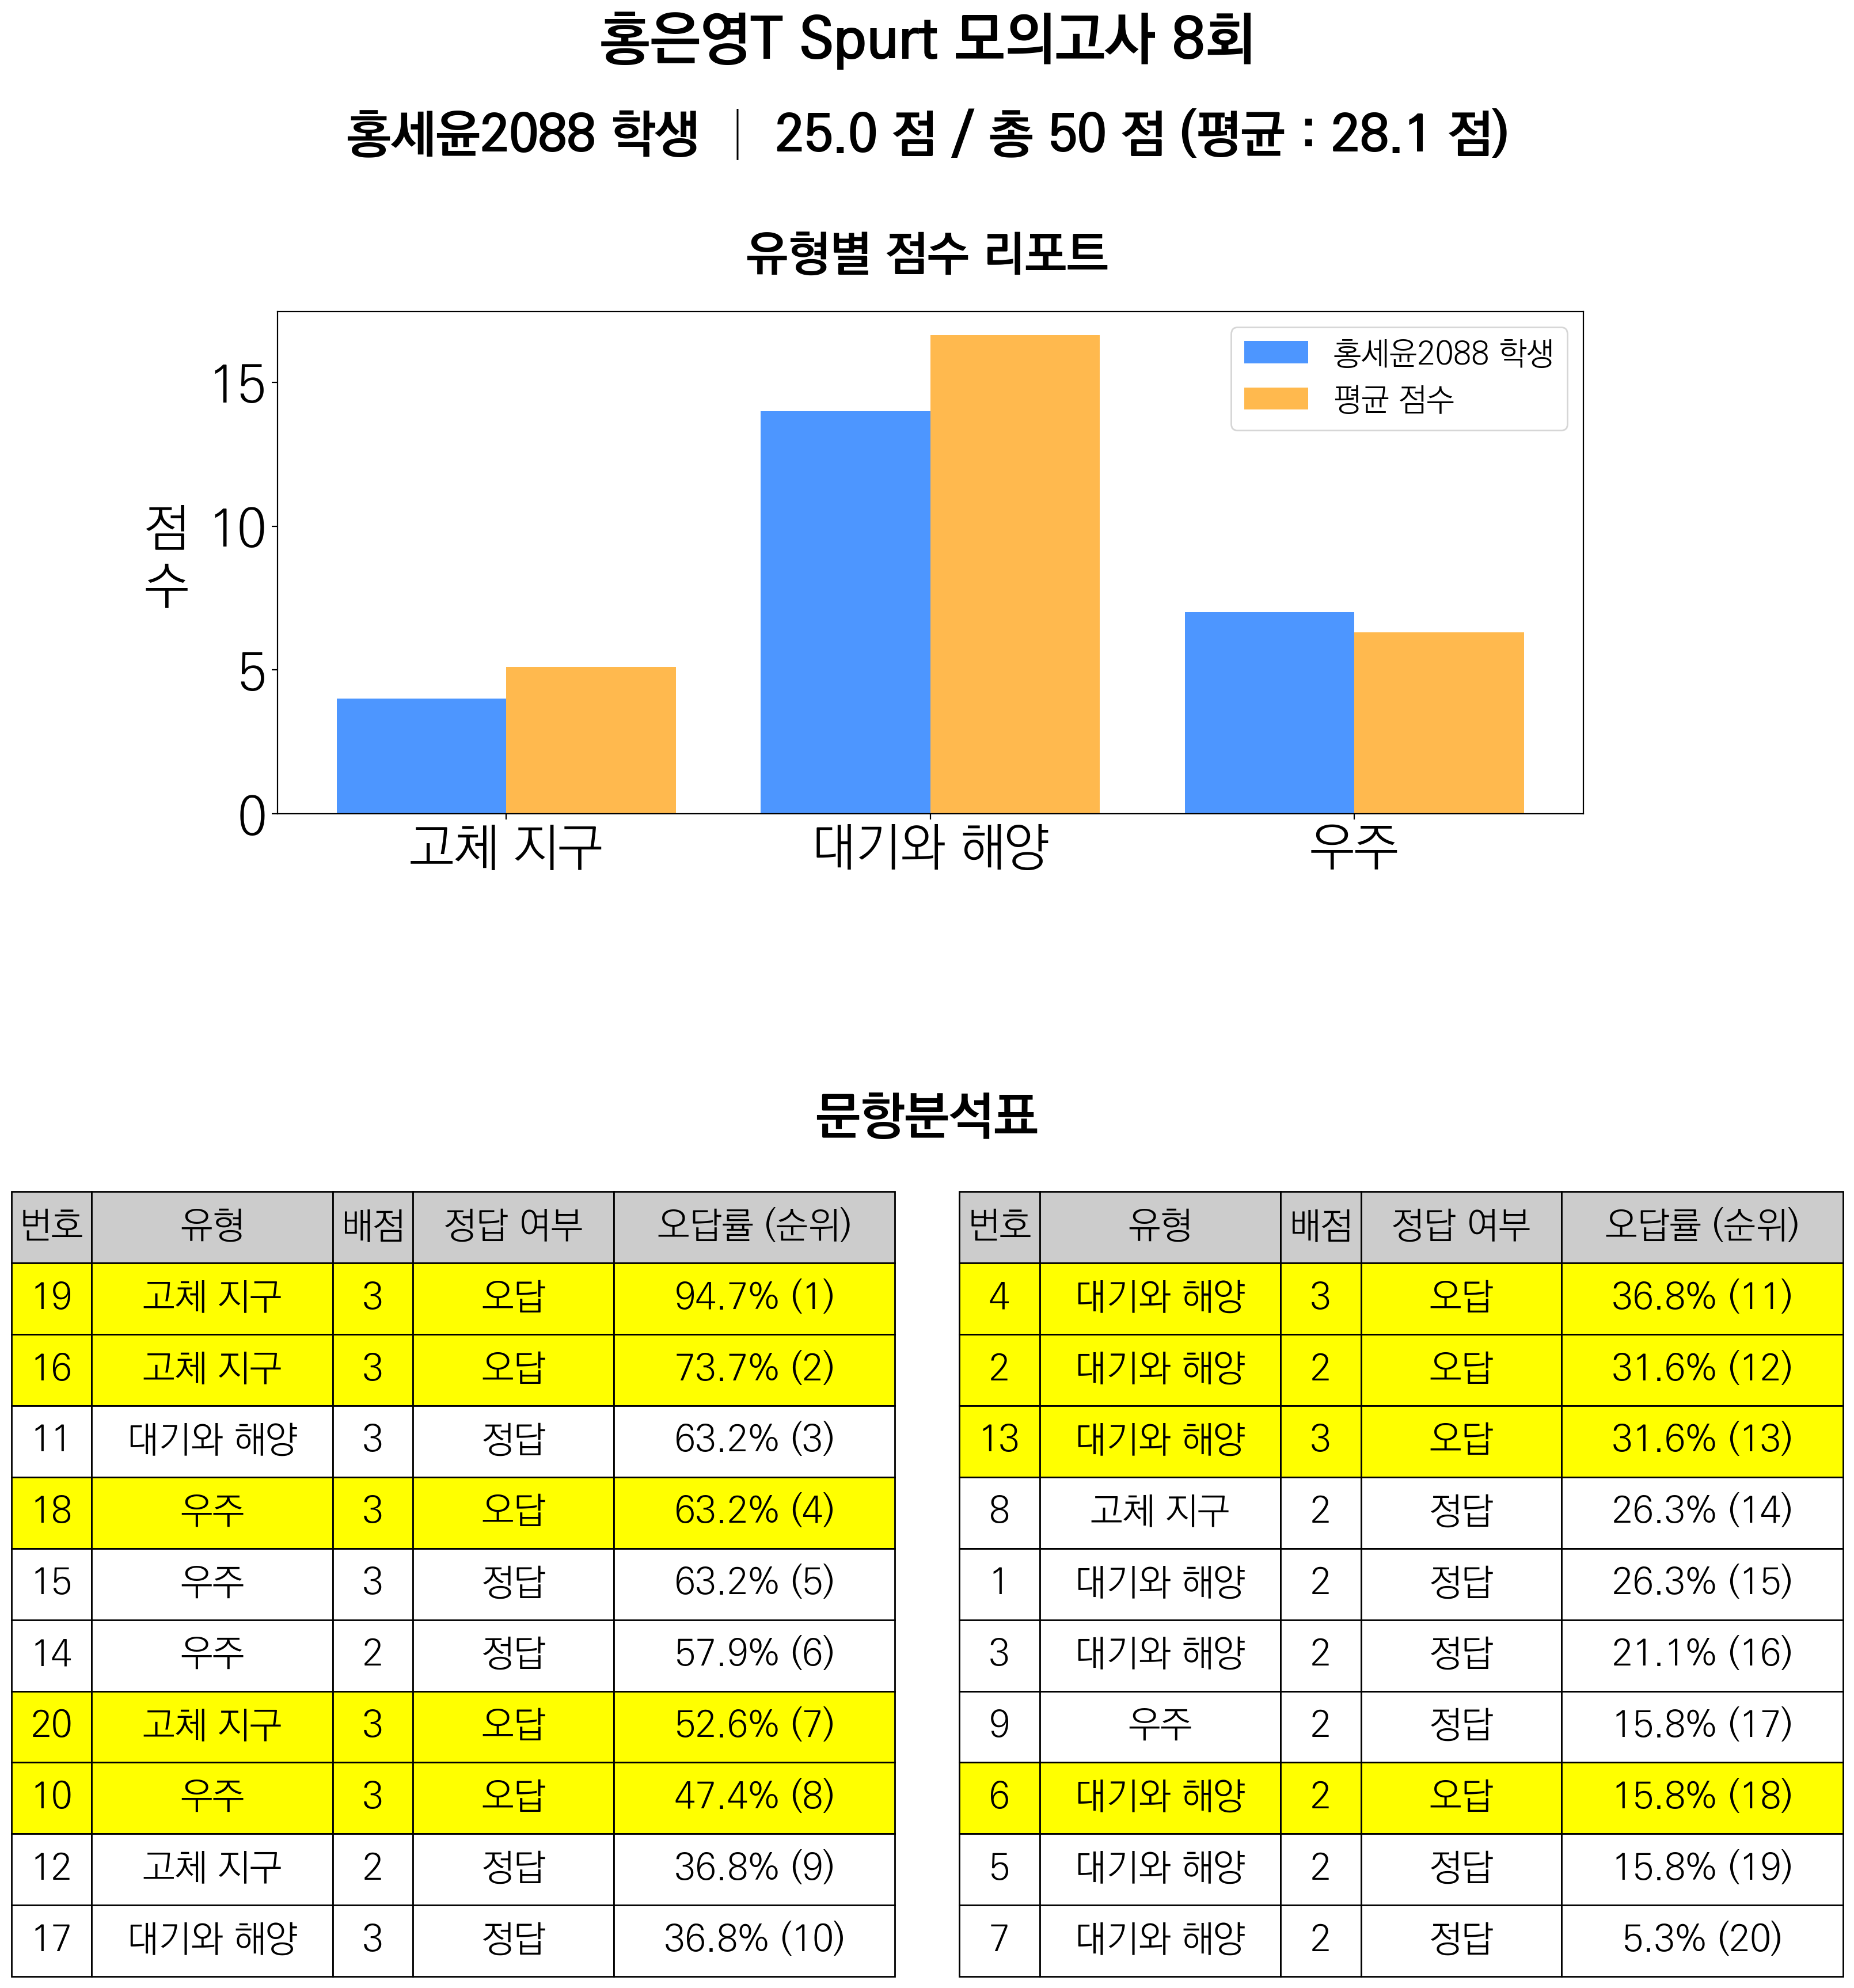 홍은영T Spurt 모의고사 8회
홍세윤2088 학생 | 25.0 점 / 총 50 점 (평균 : 28.1 점)
유형별 점수 리포트
홍세윤2088 학생
평균 점수
점
수
15
10
5
0
고체 지구 대기와 해양 우주
문항분석표
번호 유형 배점 정답 여부 오답률 (순위)
19 고체 지구 3 오답 94.7% (1)
16 고체 지구 3 오답 73.7% (2)
11 대기와 해양 3 정답 63.2% (3)
18 우주 3 오답 63.2% (4)
15 우주 3 정답 63.2% (5)
14 우주 2 정답 57.9% (6)
20 고체 지구 3 오답 52.6% (7)
10 우주 3 오답 47.4% (8)
12 고체 지구 2 정답 36.8% (9)
17 대기와 해양 3 정답 36.8% (10)
번호 유형 배점 정답 여부 오답률 (순위)
4 대기와 해양 3 오답 36.8% (11)
2 대기와 해양 2 오답 31.6% (12)
13 대기와 해양 3 오답 31.6% (13)
8 고체 지구 2 정답 26.3% (14)
1 대기와 해양 2 정답 26.3% (15)
3 대기와 해양 2 정답 21.1% (16)
9 우주 2 정답 15.8% (17)
6 대기와 해양 2 오답 15.8% (18)
5 대기와 해양 2 정답 15.8% (19)
7 대기와 해양 2 정답 5.3% (20)